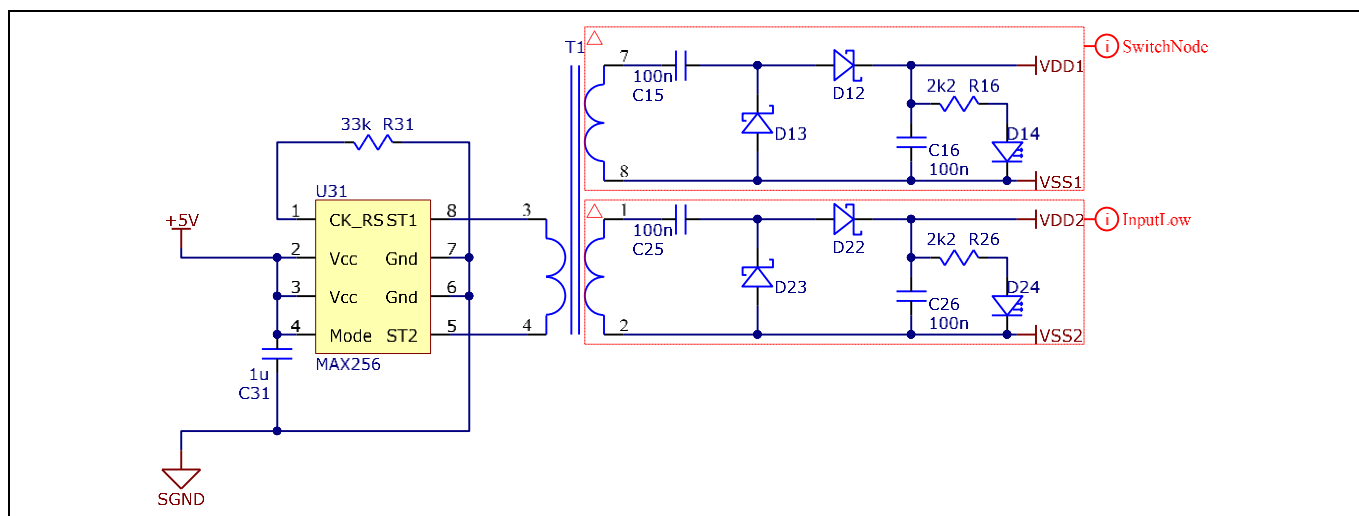 T1
7
100n
C15
D12
VDD1
SwitchNode
2k2 R16
D13
D14
C16
100n
8
VSS1
33k R31
U31
+5V
1 CK_RS ST1 8
2 Vcc Gnd 7
3 Vcc Gnd 6
4 Mode ST2 5
MAX256
1u
C31
SGND
3
4
1
100n
C25
D22
VDD2
InputLow
2k2 R26
D23
D24
C26
100n
2
VSS2